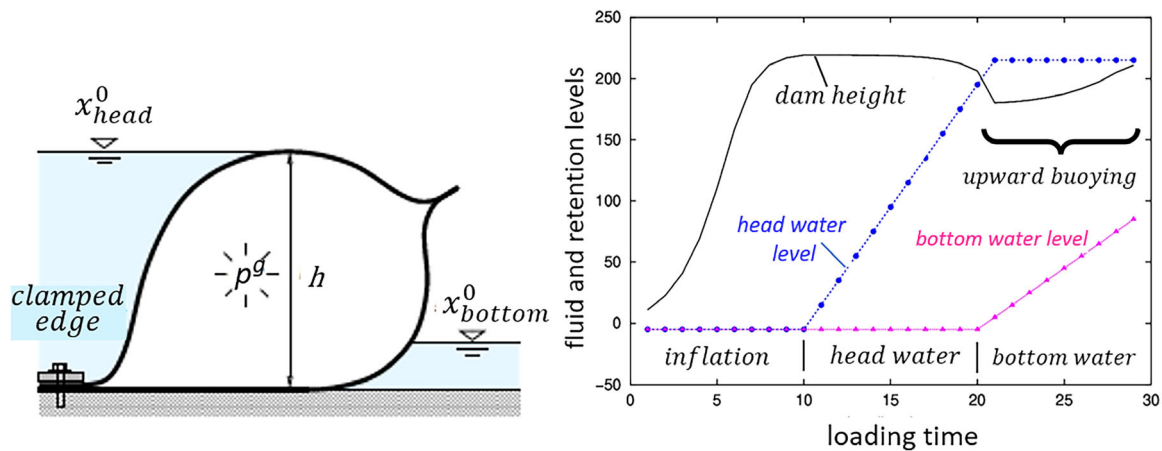 x⁰head
clamped
edge
pᵍ
h
x⁰bottom
fluid and retention levels
250
200
150
100
50
0
−50
dam height
upward buoying
head water
level
bottom water level
inflation
head water
bottom water
0
5
10
15
20
25
30
loading time